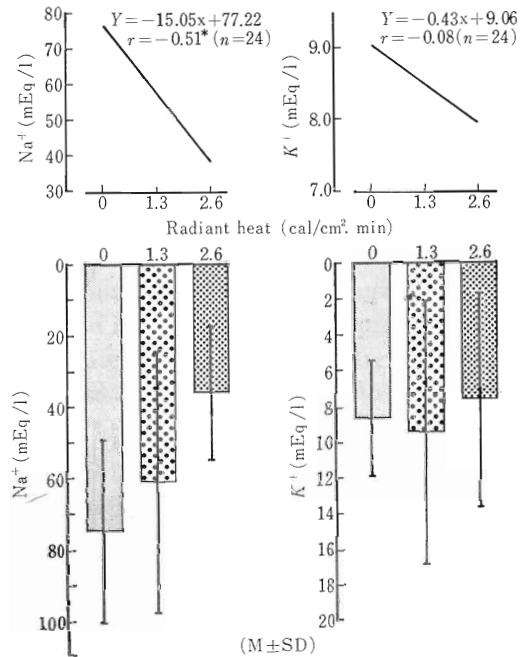 Y=−15.05x+77.22
r=−0.51* (n=24)
Na⁺ (mEq/l)
80
70
60
50
40
30
0 1.3 2.6
Y=−0.43x+9.06
r=−0.08(n=24)
K⁺ (mEq/l)
9.0
8.0
7.0
0 1.3 2.6
Radiant heat (cal/cm². min)
0 1.3 2.6
Na⁺ (mEq/l)
0
20
40
60
80
100
0 1.3 2.6
K⁺ (mEq/l)
0
2
4
6
8
10
12
14
16
18
20
(M±SD)